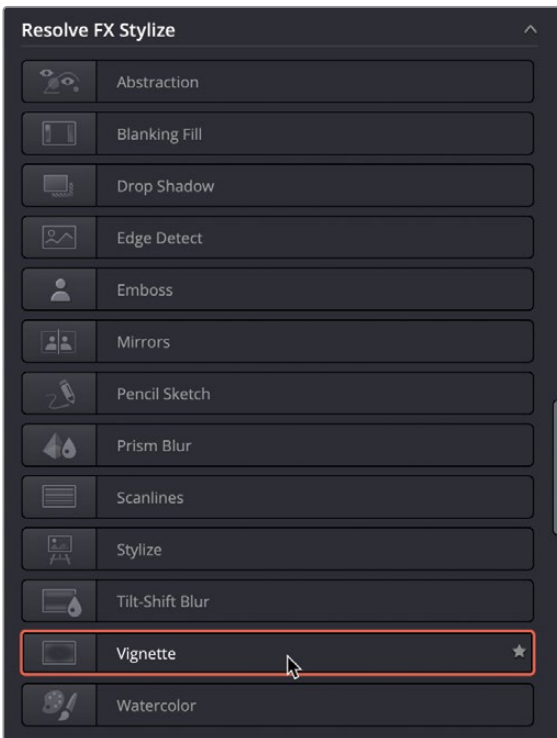 Resolve FX Stylize
Abstraction
Blanking Fill
Drop Shadow
Edge Detect
Emboss
Mirrors
Pencil Sketch
Prism Blur
Scanlines
Stylize
Tilt-Shift Blur
Vignette
Watercolor